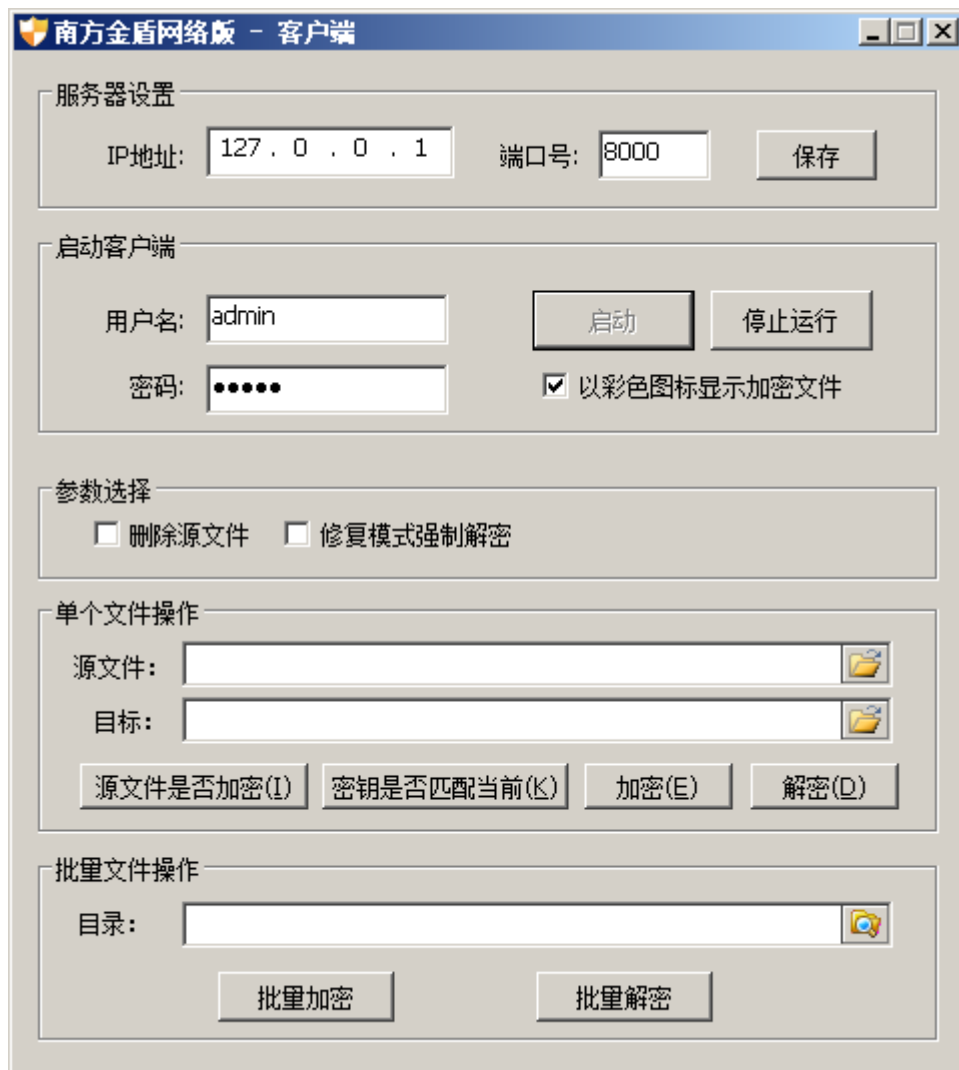 南方金盾网络版 - 客户端
服务器设置
IP地址: 127 . 0 . 0 . 1 端口号: 8000 保存
启动客户端
用户名: admin 启动 停止运行
密码: ●●●●● 以彩色图标显示加密文件
参数选择
删除源文件 修复模式强制解密
单个文件操作
源文件:
目标:
源文件是否加密(I) 密钥是否匹配当前(K) 加密(E) 解密(D)
批量文件操作
目录:
批量加密 批量解密